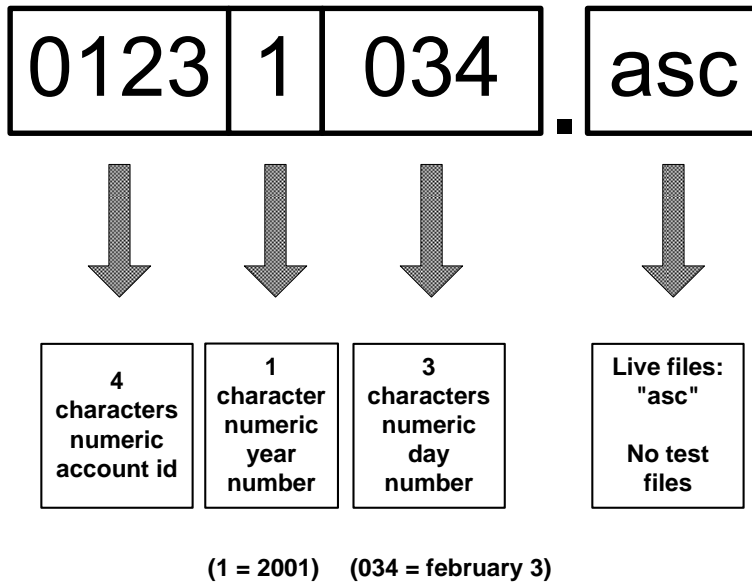 0123 1 034 . asc
4
characters
numeric
account id
1
character
numeric
year
number
3
characters
numeric
day
number
Live files:
"asc"
No test
files
(1 = 2001) (034 = february 3)